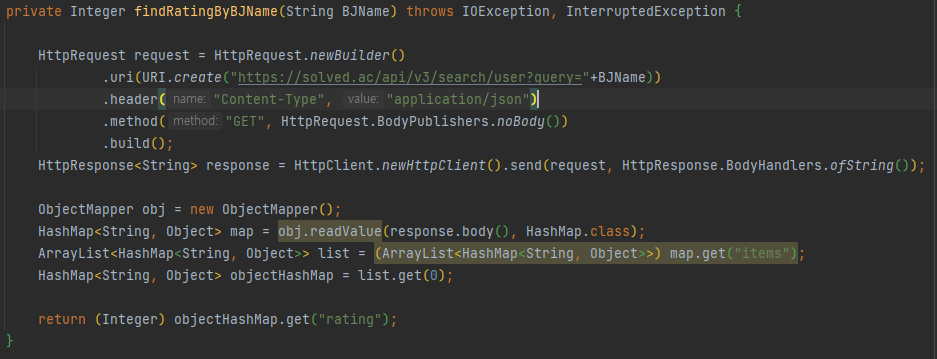 private Integer findRatingByBJName(String BJName) throws IOException, InterruptedException {
HttpRequest request = HttpRequest.newBuilder()
.uri(URI.create("https://solved.ac/api/v3/search/user?query="+BJName))
.header( name: "Content-Type", value: "application/json")
.method( method: "GET", HttpRequest.BodyPublishers.noBody())
.build();
HttpResponse<String> response = HttpClient.newHttpClient().send(request, HttpResponse.BodyHandlers.ofString());
ObjectMapper obj = new ObjectMapper();
HashMap<String, Object> map = obj.readValue(response.body(), HashMap.class);
ArrayList<HashMap<String, Object>> list = (ArrayList<HashMap<String, Object>>) map.get("items");
HashMap<String, Object> objectHashMap = list.get(0);
return (Integer) objectHashMap.get("rating");
}